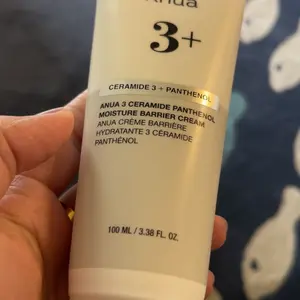 Anua
3+
CERAMIDE 3 + PANTHENOL
ANUA 3 CERAMIDE PANTHENOL
MOISTURE BARRIER CREAM
ANUA CRÈME BARRIÈRE
HYDRATANTE 3 CÉRAMIDE
PANTHÉNOL
100 ML / 3.38 FL. OZ.